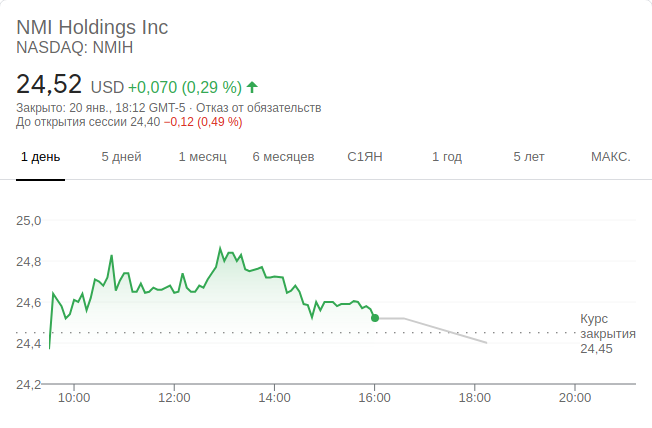 NMI Holdings Inc
NASDAQ: NMIH
24,52 USD +0,070 (0,29 %)
Закрыто: 20 янв., 18:12 GMT-5 · Отказ от обязательств
До открытия сессии 24,40 −0,12 (0,49 %)
1 день 5 дней 1 месяц 6 месяцев С1ЯН 1 год 5 лет МАКС.
25,0
24,8
24,6
24,4
24,2
Курс
закрытия
24,45
10:00 12:00 14:00 16:00 18:00 20:00